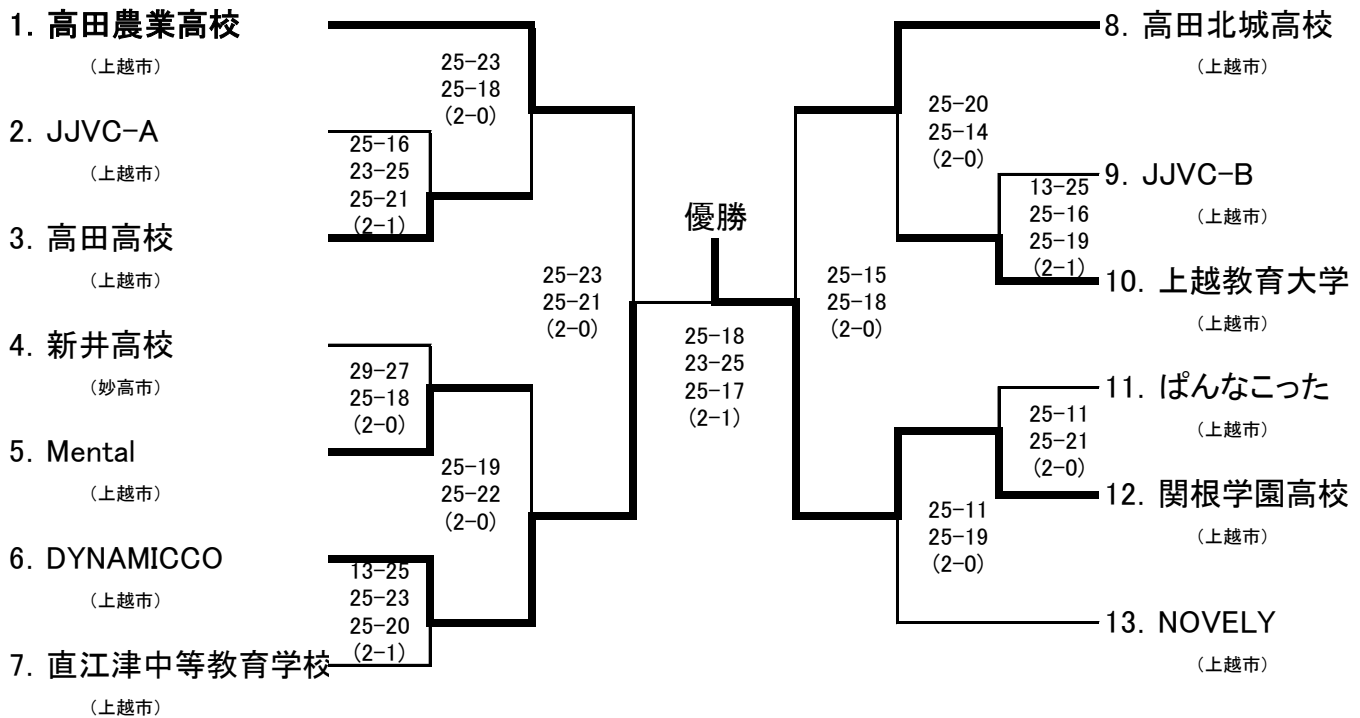 1. 高田農業高校
（上越市）
2. JJVC-A
（上越市）
3. 高田高校
（上越市）
4. 新井高校
（妙高市）
5. Mental
（上越市）
6. DYNAMICCO
（上越市）
7. 直江津中等教育学校
（上越市）
25-16
23-25
25-21
(2-1)
29-27
25-18
(2-0)
13-25
25-23
25-20
(2-1)
25-23
25-18
(2-0)
25-19
25-22
(2-0)
25-23
25-21
(2-0)
優勝
25-18
23-25
25-17
(2-1)
25-15
25-18
(2-0)
25-20
25-14
(2-0)
25-11
25-19
(2-0)
13-25
25-16
25-19
(2-1)
25-11
25-21
(2-0)
8. 高田北城高校
（上越市）
9. JJVC-B
（上越市）
10. 上越教育大学
（上越市）
11. ぱんなこった
（上越市）
12. 関根学園高校
（上越市）
13. NOVELY
（上越市）